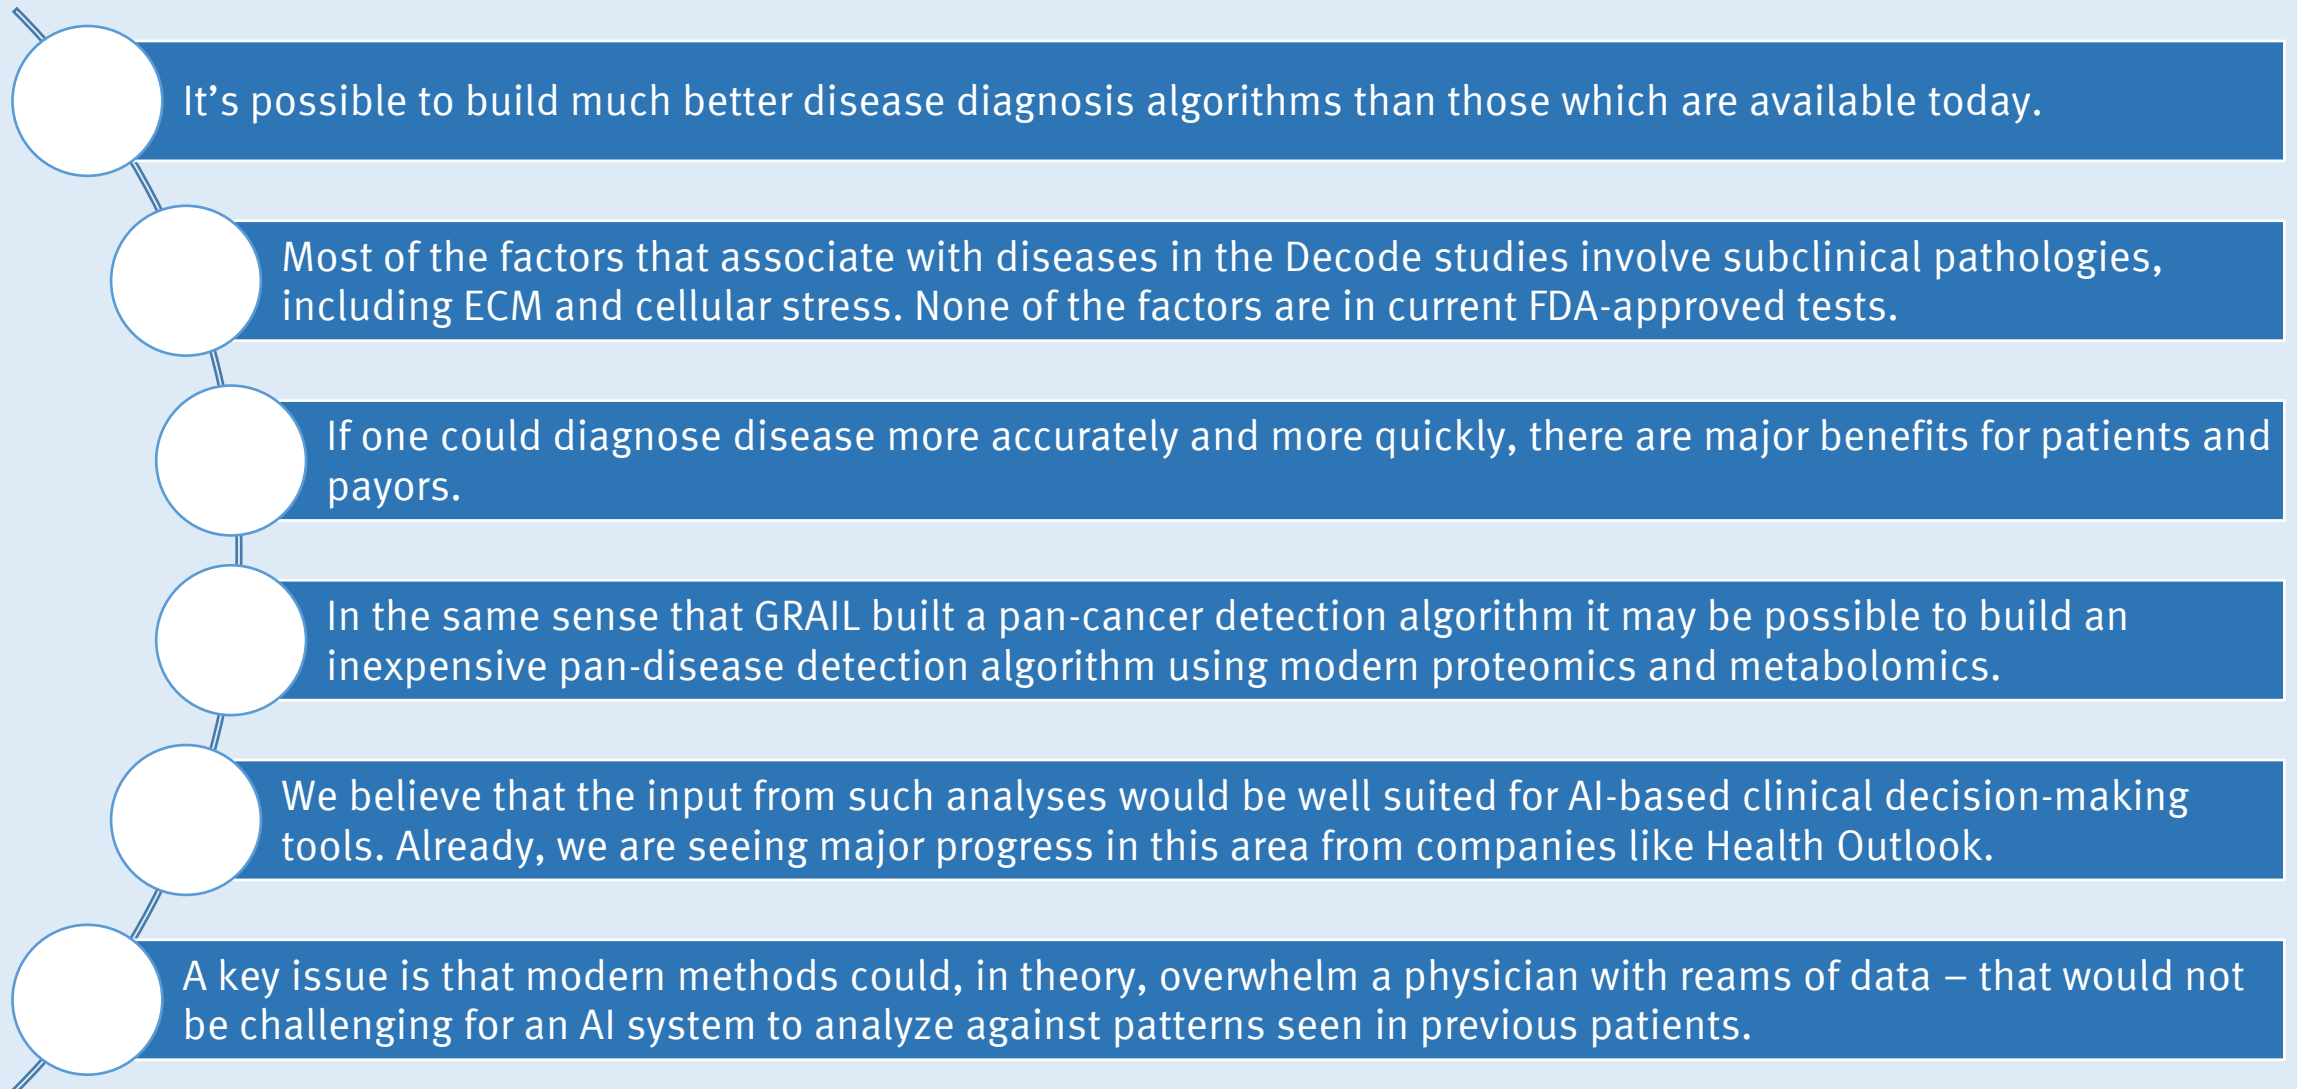 It’s possible to build much better disease diagnosis algorithms than those which are available today.
Most of the factors that associate with diseases in the Decode studies involve subclinical pathologies,
including ECM and cellular stress. None of the factors are in current FDA-approved tests.
If one could diagnose disease more accurately and more quickly, there are major benefits for patients and
payors.
In the same sense that GRAIL built a pan-cancer detection algorithm it may be possible to build an
inexpensive pan-disease detection algorithm using modern proteomics and metabolomics.
We believe that the input from such analyses would be well suited for AI-based clinical decision-making
tools. Already, we are seeing major progress in this area from companies like Health Outlook.
A key issue is that modern methods could, in theory, overwhelm a physician with reams of data – that would not
be challenging for an AI system to analyze against patterns seen in previous patients.